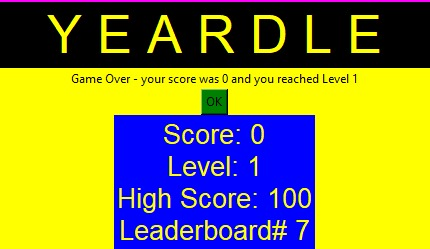 YEARDLE
Game Over - your score was 0 and you reached Level 1
OK
Score: 0
Level: 1
High Score: 100
Leaderboard# 7